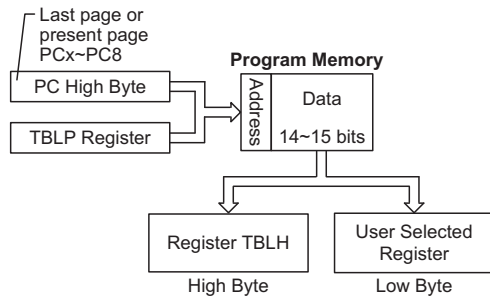 Last page or
present page
PCx~PC8
Program Memory
PC High Byte
TBLP Register
Address
Data
14~15 bits
Register TBLH
User Selected
Register
High Byte
Low Byte